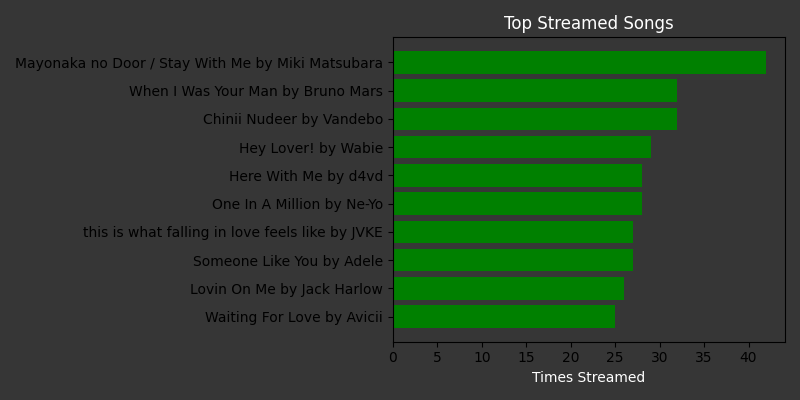 Top Streamed Songs
Mayonaka no Door / Stay With Me by Miki Matsubara
When I Was Your Man by Bruno Mars
Chinii Nudeer by Vandebo
Hey Lover! by Wabie
Here With Me by d4vd
One In A Million by Ne-Yo
this is what falling in love feels like by JVKE
Someone Like You by Adele
Lovin On Me by Jack Harlow
Waiting For Love by Avicii
0 5 10 15 20 25 30 35 40
Times Streamed